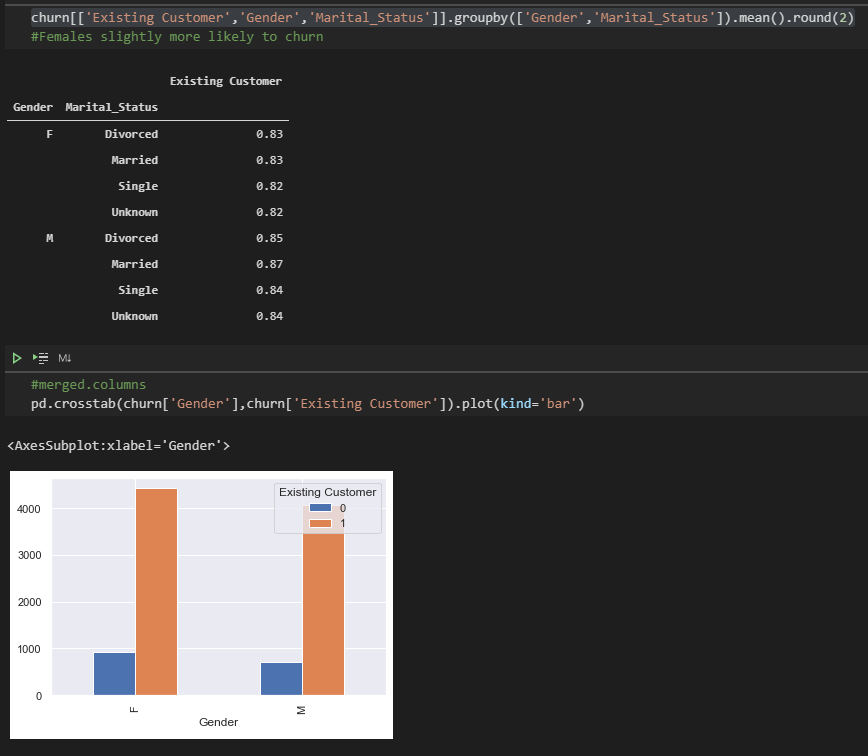 churn[['Existing Customer','Gender','Marital_Status']].groupby(['Gender','Marital_Status']).mean().round(2)
#Females slightly more likely to churn
Existing Customer
Gender Marital_Status
F Divorced 0.83
Married 0.83
Single 0.82
Unknown 0.82
M Divorced 0.85
Married 0.87
Single 0.84
Unknown 0.84
M↓
#merged.columns
pd.crosstab(churn['Gender'],churn['Existing Customer']).plot(kind='bar')
<AxesSubplot:xlabel='Gender'>
Existing Customer
0
1
4000
3000
2000
1000
0
F
M
Gender